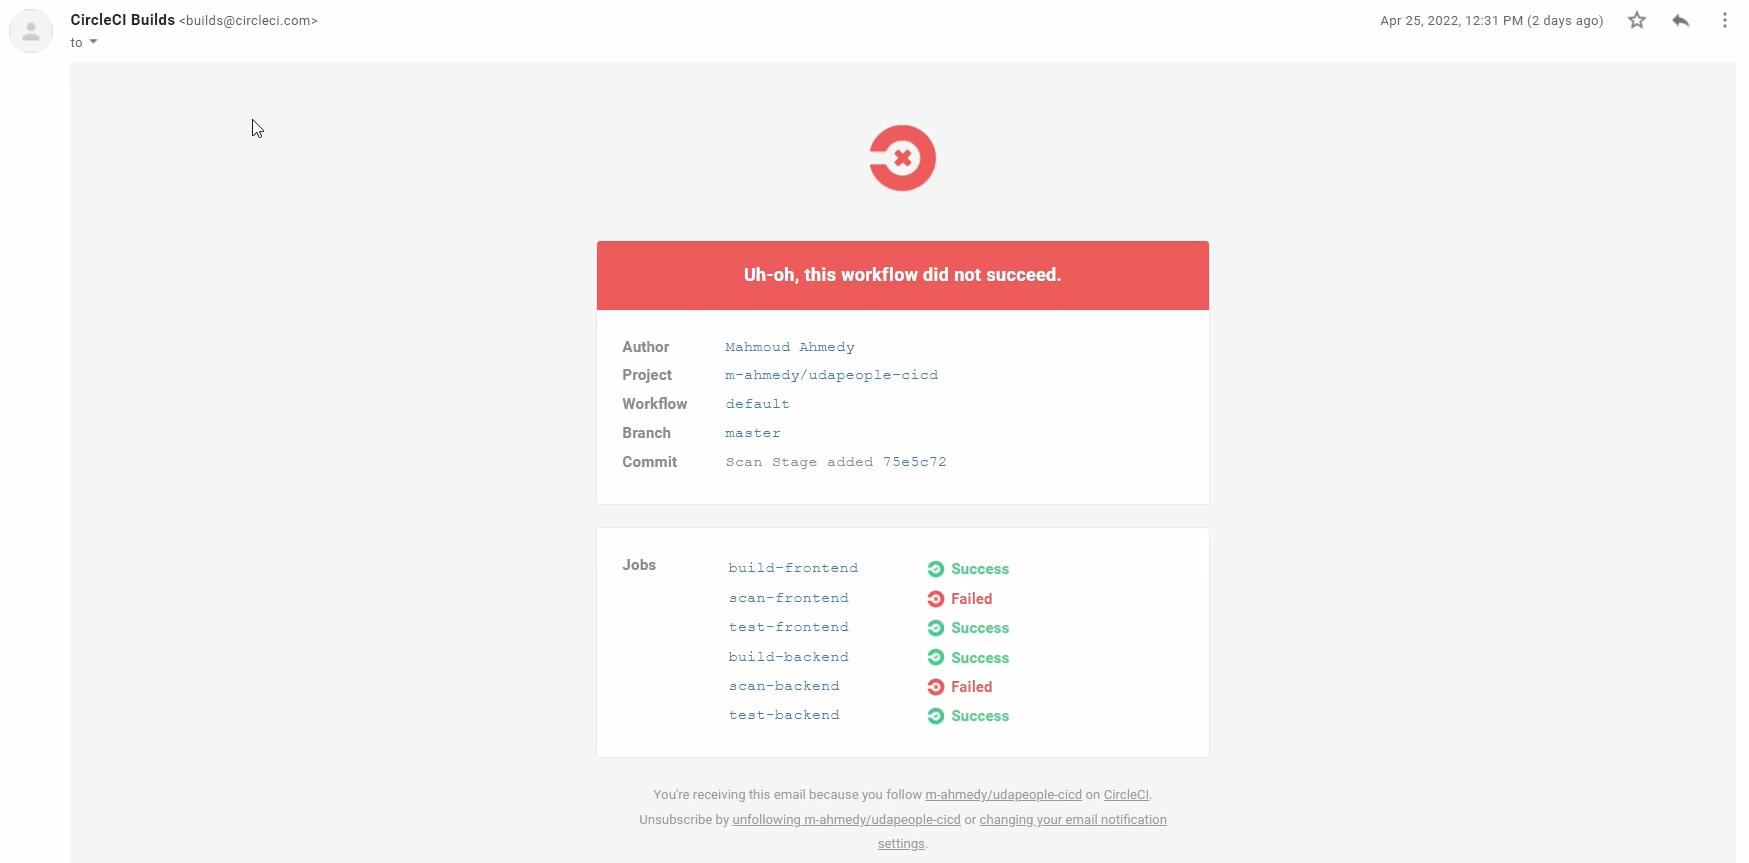 CircleCI Builds <builds@circleci.com>
Apr 25, 2022, 12:31 PM (2 days ago)
to
Uh-oh, this workflow did not succeed.
Author Mahmoud Ahmedy
Project m-ahmedy/udapeople-cicd
Workflow default
Branch master
Commit Scan Stage added 75e5c72
Jobs build-frontend Success
scan-frontend Failed
test-frontend Success
build-backend Success
scan-backend Failed
test-backend Success
You're receiving this email because you follow m-ahmedy/udapeople-cicd on CircleCI.
Unsubscribe by unfollowing m-ahmedy/udapeople-cicd or changing your email notification
settings.